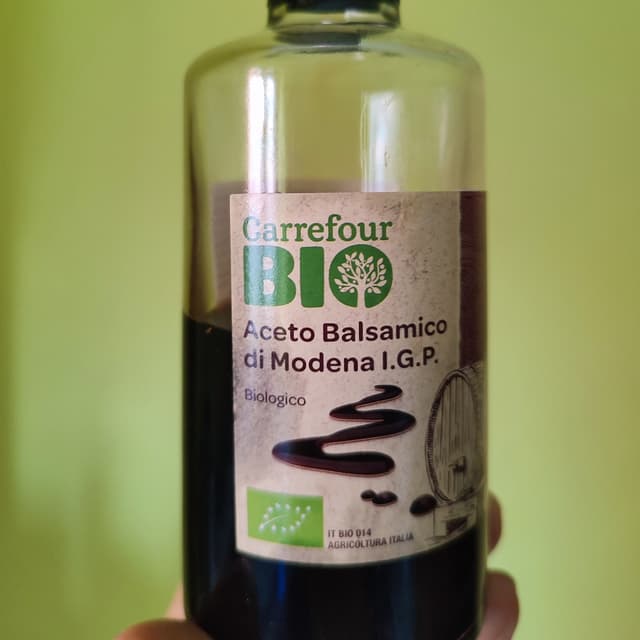 Carrefour
BIO
Aceto Balsamico
di Modena I.G.P.
Biologico
IT BIO 014
AGRICOLTURA ITALIA